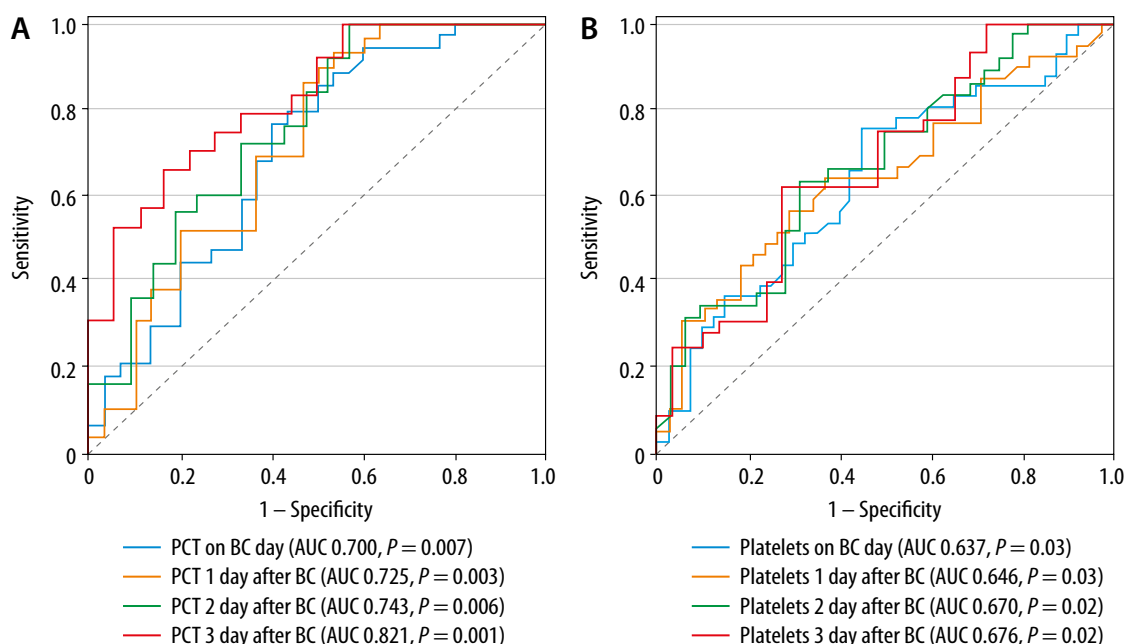 A
1.0
0.8
0.6
0.4
0.2
0
Sensitivity
0
0.2
0.4
0.6
0.8
1.0
1 – Specificity
PCT on BC day (AUC 0.700, P = 0.007)
PCT 1 day after BC (AUC 0.725, P = 0.003)
PCT 2 day after BC (AUC 0.743, P = 0.006)
PCT 3 day after BC (AUC 0.821, P = 0.001)
B
1.0
0.8
0.6
0.4
0.2
0
Sensitivity
0
0.2
0.4
0.6
0.8
1.0
1 – Specificity
Platelets on BC day (AUC 0.637, P = 0.03)
Platelets 1 day after BC (AUC 0.646, P = 0.03)
Platelets 2 day after BC (AUC 0.670, P = 0.02)
Platelets 3 day after BC (AUC 0.676, P = 0.02)